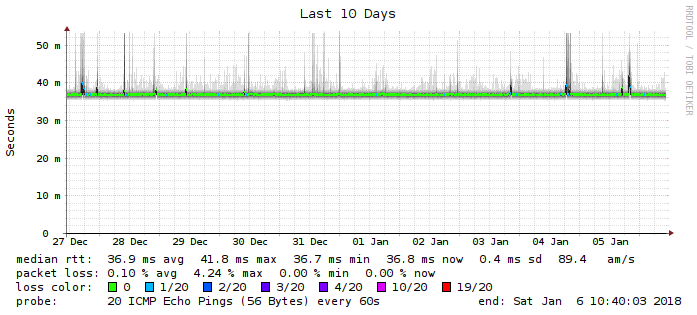 Last 10 Days
RRDTOOL / TOBI OETIKER
Seconds
50 m
40 m
30 m
20 m
10 m
0
27 Dec 28 Dec 29 Dec 30 Dec 31 Dec 01 Jan 02 Jan 03 Jan 04 Jan 05 Jan
median rtt: 36.9 ms avg 41.8 ms max 36.7 ms min 36.8 ms now 0.4 ms sd 89.4 am/s
packet loss: 0.10 % avg 4.24 % max 0.00 % min 0.00 % now
loss color: 0 1/20 2/20 3/20 4/20 10/20 19/20
probe: 20 ICMP Echo Pings (56 Bytes) every 60s end: Sat Jan 6 10:40:03 2018